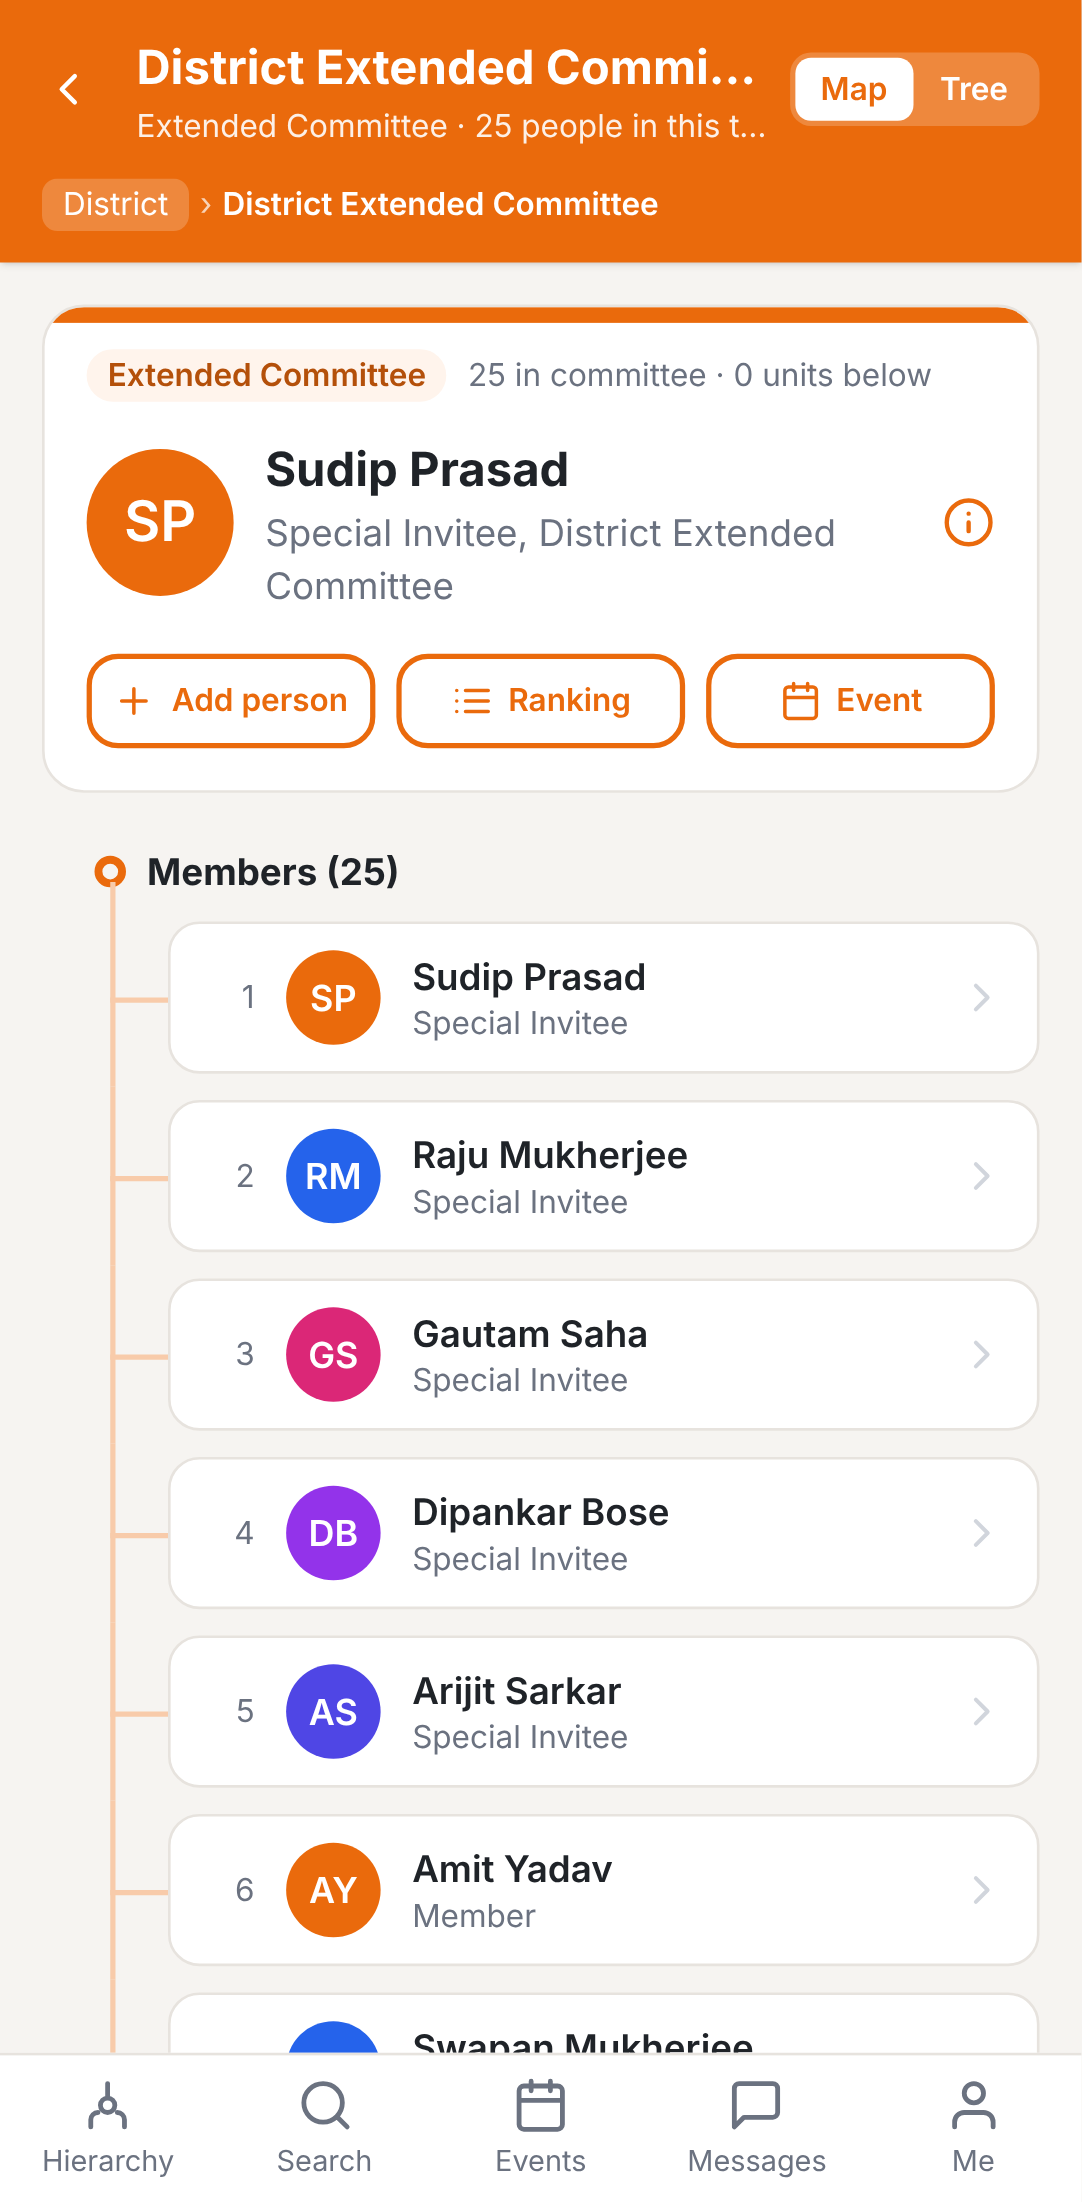 District Extended Commi...
Extended Committee · 25 people in this t...
Map
Tree
District › District Extended Committee
Extended Committee
25 in committee · 0 units below
SP
Sudip Prasad
Special Invitee, District Extended
Committee
Add person
Ranking
Event
Members (25)
1
SP
Sudip Prasad
Special Invitee
2
RM
Raju Mukherjee
Special Invitee
3
GS
Gautam Saha
Special Invitee
4
DB
Dipankar Bose
Special Invitee
5
AS
Arijit Sarkar
Special Invitee
6
AY
Amit Yadav
Member
Swapan Mukherjee
Hierarchy
Search
Events
Messages
Me